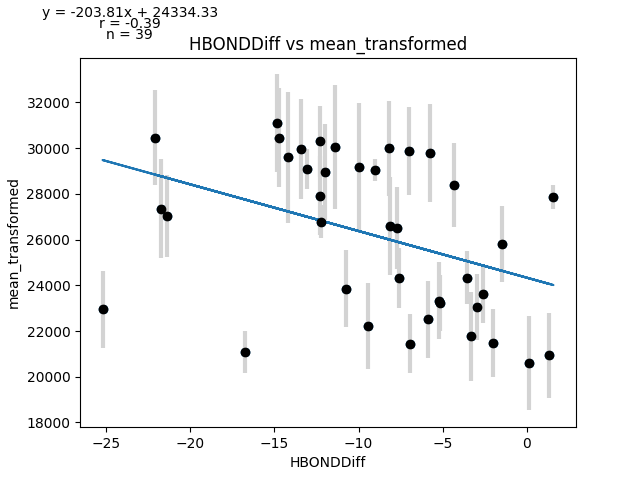 y = -203.81x + 24334.33
r = -0.39
n = 39
HBONDDiff vs mean_transformed
mean_transformed
32000
30000
28000
26000
24000
22000
20000
18000
−25
−20
−15
−10
−5
0
HBONDDiff